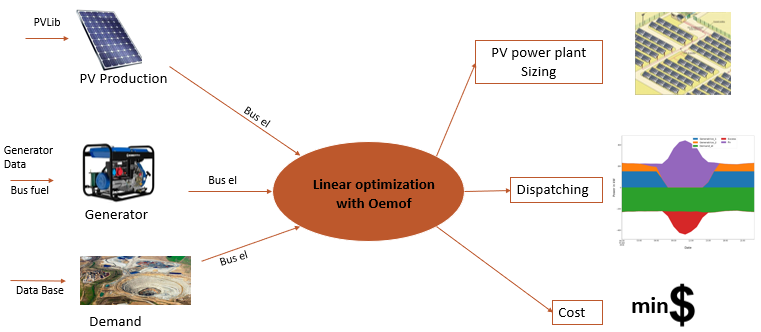 PVLib
PV Production
Bus el
Generator
Data
Bus fuel
Generator
Bus el
Data Base
Demand
Bus el
Linear optimization
with Oemof
PV power plant
Sizing
Dispatching
Cost
min$